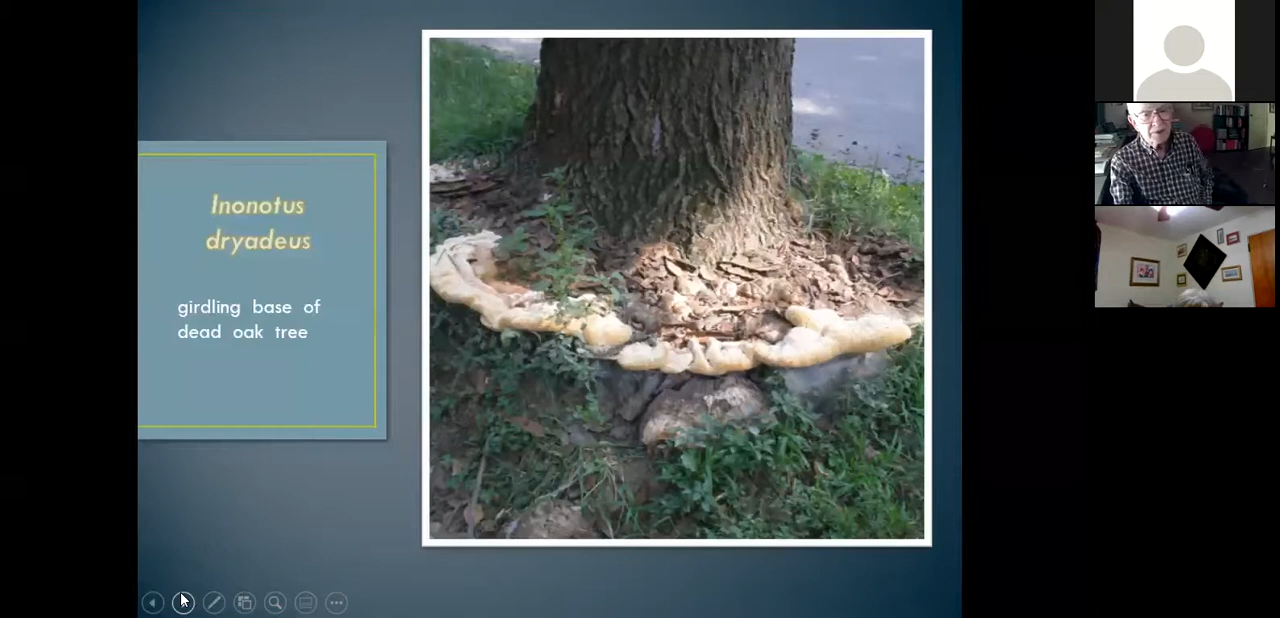 Inonotus
dryadeus
girdling base of
dead oak tree